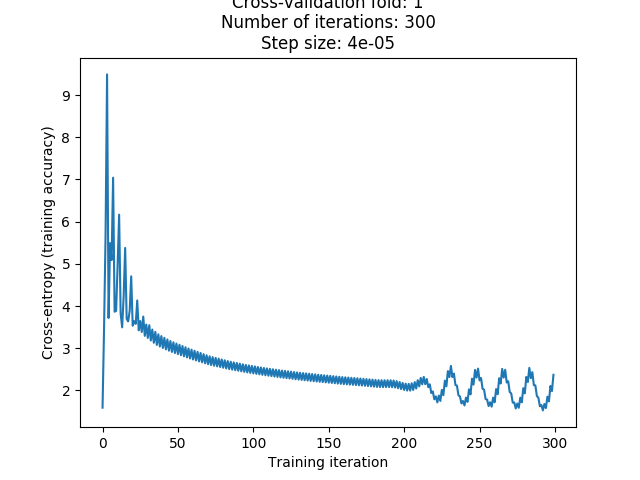 Cross-validation fold: 1
Number of iterations: 300
Step size: 4e-05
9
8
7
6
5
4
3
2
Cross-entropy (training accuracy)
0 50 100 150 200 250 300
Training iteration